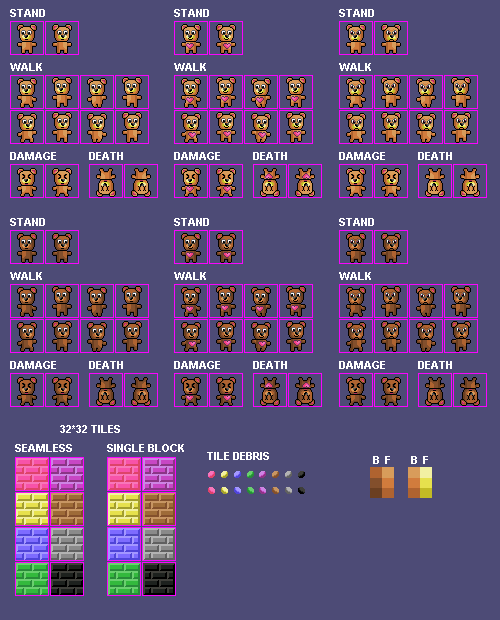 STAND STAND STAND
WALK WALK WALK
DAMAGE DEATH DAMAGE DEATH DAMAGE DEATH
STAND STAND STAND
WALK WALK WALK
DAMAGE DEATH DAMAGE DEATH DAMAGE DEATH
32*32 TILES
SEAMLESS SINGLE BLOCK
TILE DEBRIS
B F B F